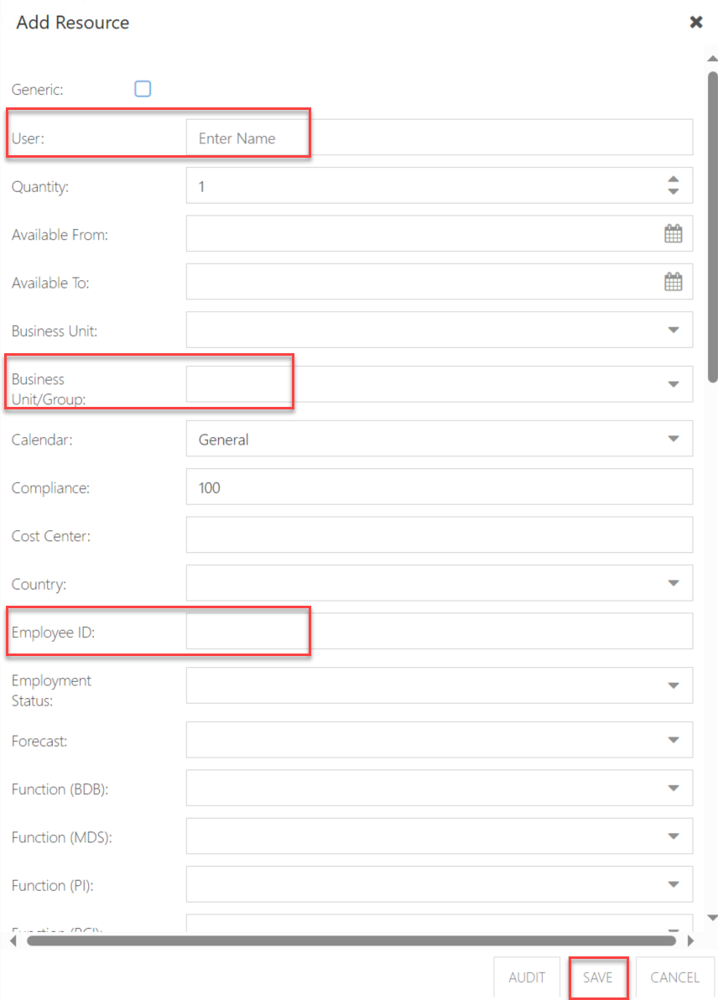 Add Resource
Generic:
User: Enter Name
Quantity: 1
Available From:
Available To:
Business Unit:
Business
Unit/Group:
Calendar: General
Compliance: 100
Cost Center:
Country:
Employee ID:
Employment
Status:
Forecast:
Function (BDB):
Function (MDS):
Function (PI):
AUDIT SAVE CANCEL